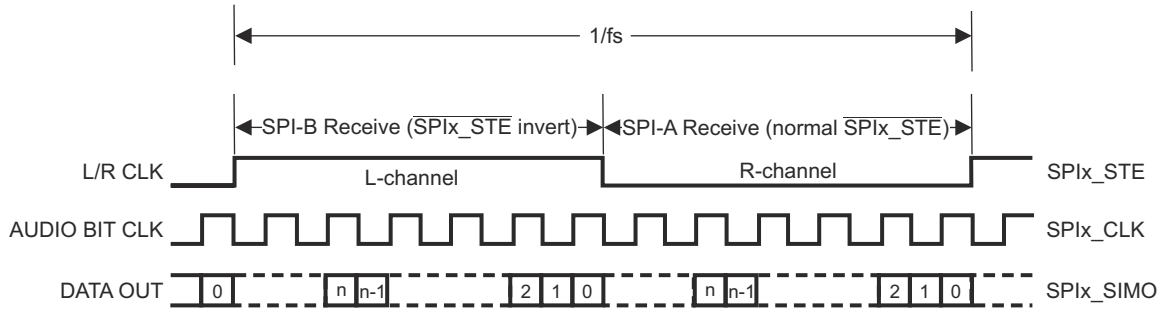 1/fs
SPI-B Receive (SPIx_STE invert) SPI-A Receive (normal SPIx_STE)
L/R CLK L-channel R-channel SPIx_STE
AUDIO BIT CLK SPIx_CLK
DATA OUT 0 n n-1 2 1 0 n n-1 2 1 0 SPIx_SIMO